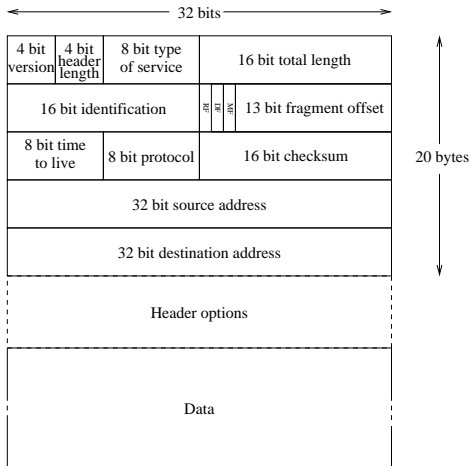 32 bits
4 bit version
4 bit header length
8 bit type of service
16 bit total length
16 bit identification
RF
DF
MF
13 bit fragment offset
8 bit time to live
8 bit protocol
16 bit checksum
20 bytes
32 bit source address
32 bit destination address
Header options
Data